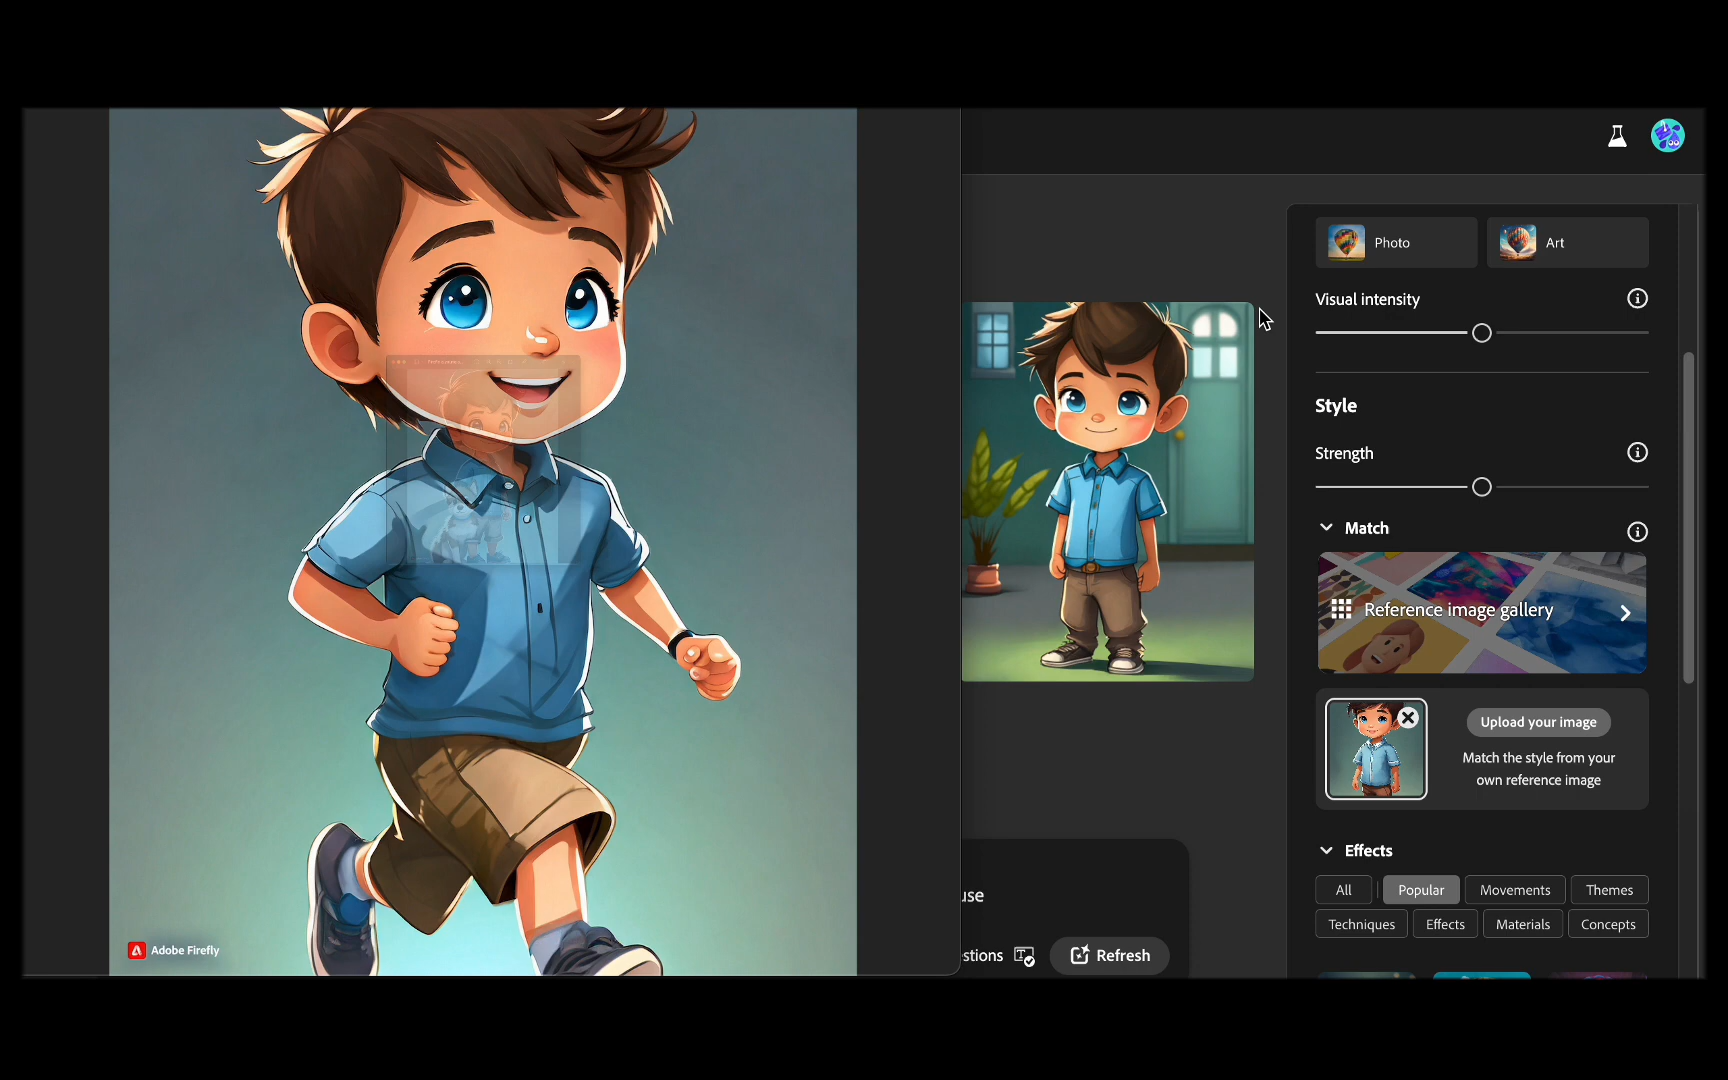 Photo
Art
Visual intensity
Style
Strength
Match
Reference image gallery
Upload your image
Match the style from your
own reference image
Effects
All
Popular
Movements
Themes
Techniques
Effects
Materials
Concepts
use
stions
Refresh
Adobe Firefly